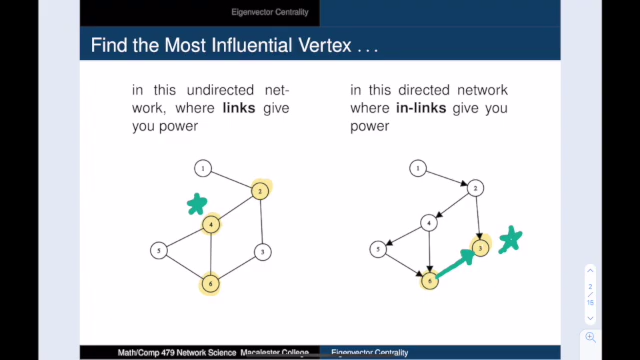 Eigenvector Centrality
Find the Most Influential Vertex . . .
in this undirected net-
work, where links give
you power
in this directed network
where in-links give you
power
1
2
4
5
3
6
1
2
4
5
3
6
2
/
15
Math/Comp 479 Network Science Macalester College Eigenvector Centrality